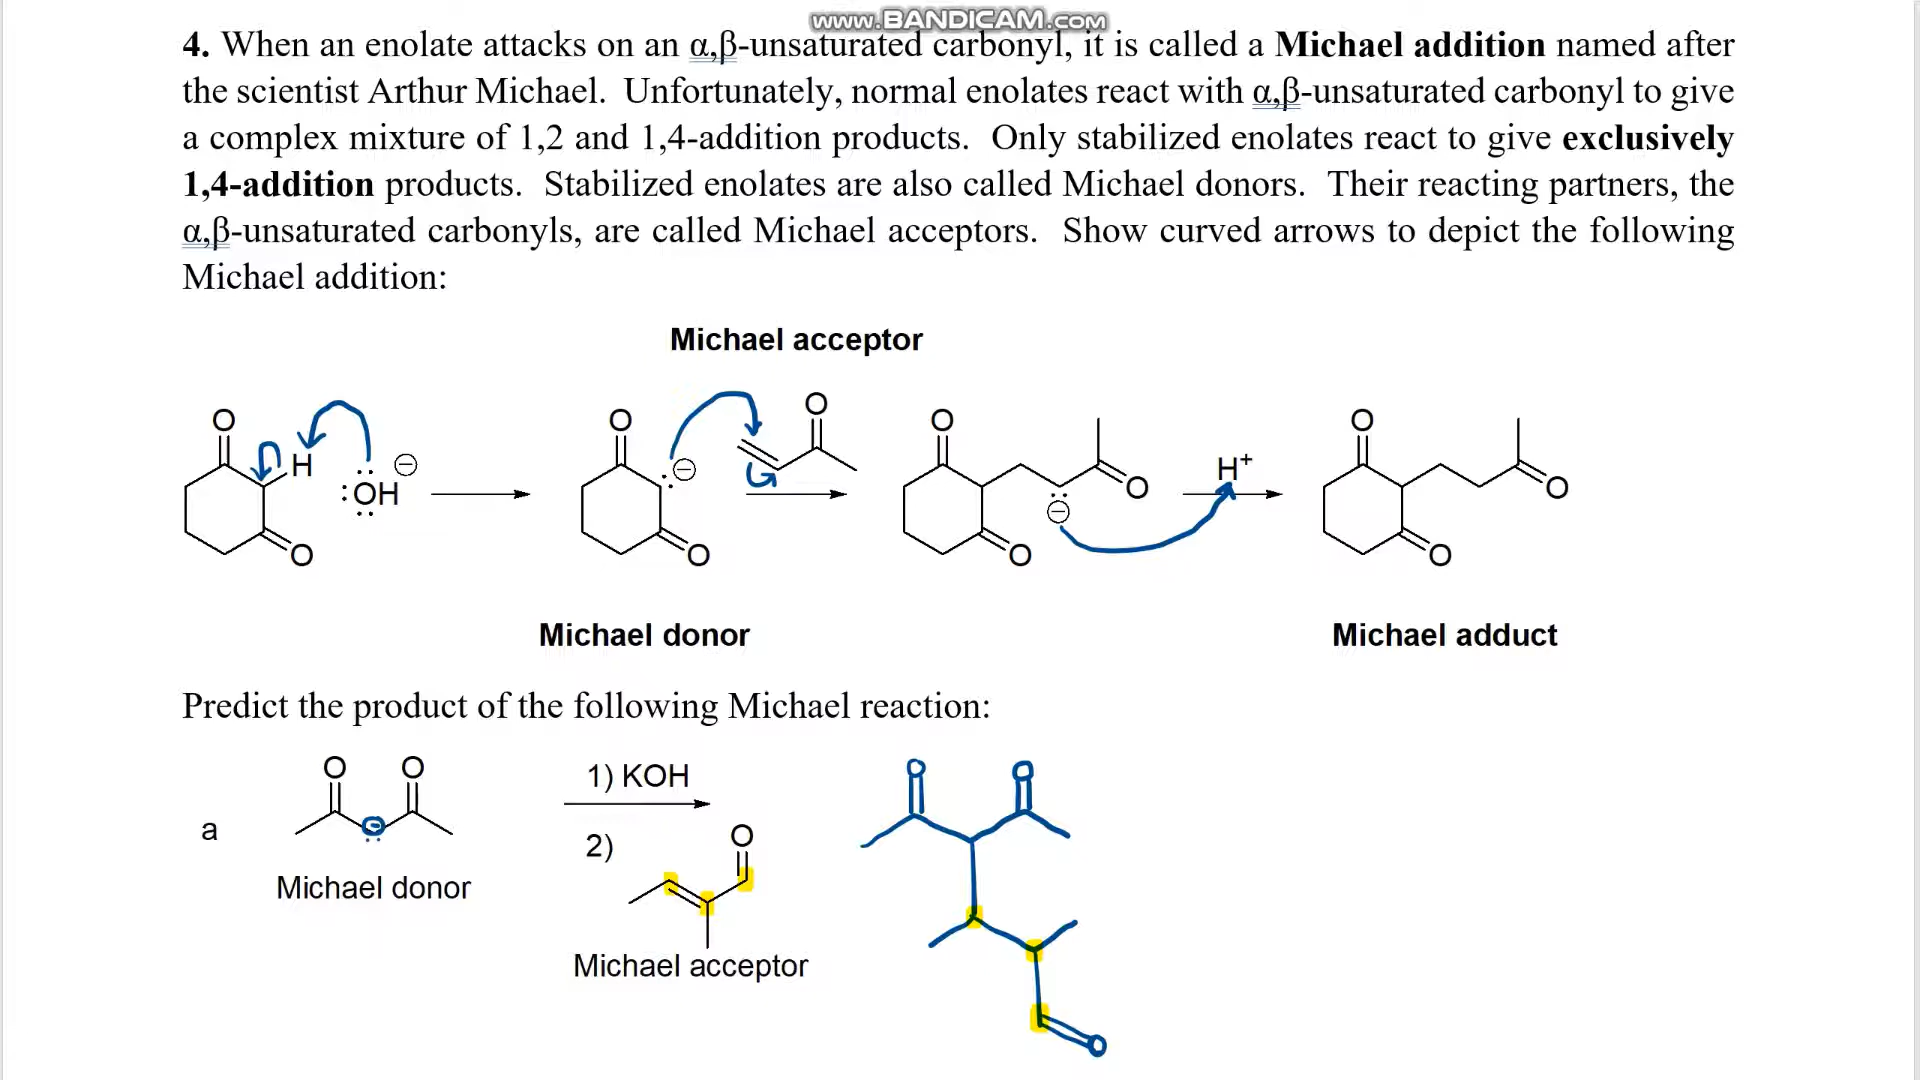 www.BANDICAM.com
4. When an enolate attacks on an α,β-unsaturated carbonyl, it is called a Michael addition named after
the scientist Arthur Michael. Unfortunately, normal enolates react with α,β-unsaturated carbonyl to give
a complex mixture of 1,2 and 1,4-addition products. Only stabilized enolates react to give exclusively
1,4-addition products. Stabilized enolates are also called Michael donors. Their reacting partners, the
α,β-unsaturated carbonyls, are called Michael acceptors. Show curved arrows to depict the following
Michael addition:
Michael acceptor
O O O O O
H ⊖ ⊖ H⁺
:OH O O
⊖
O O O O
Michael donor Michael adduct
Predict the product of the following Michael reaction:
O O 1) KOH O O
a ⊖ 2) O
Michael donor
Michael acceptor
O